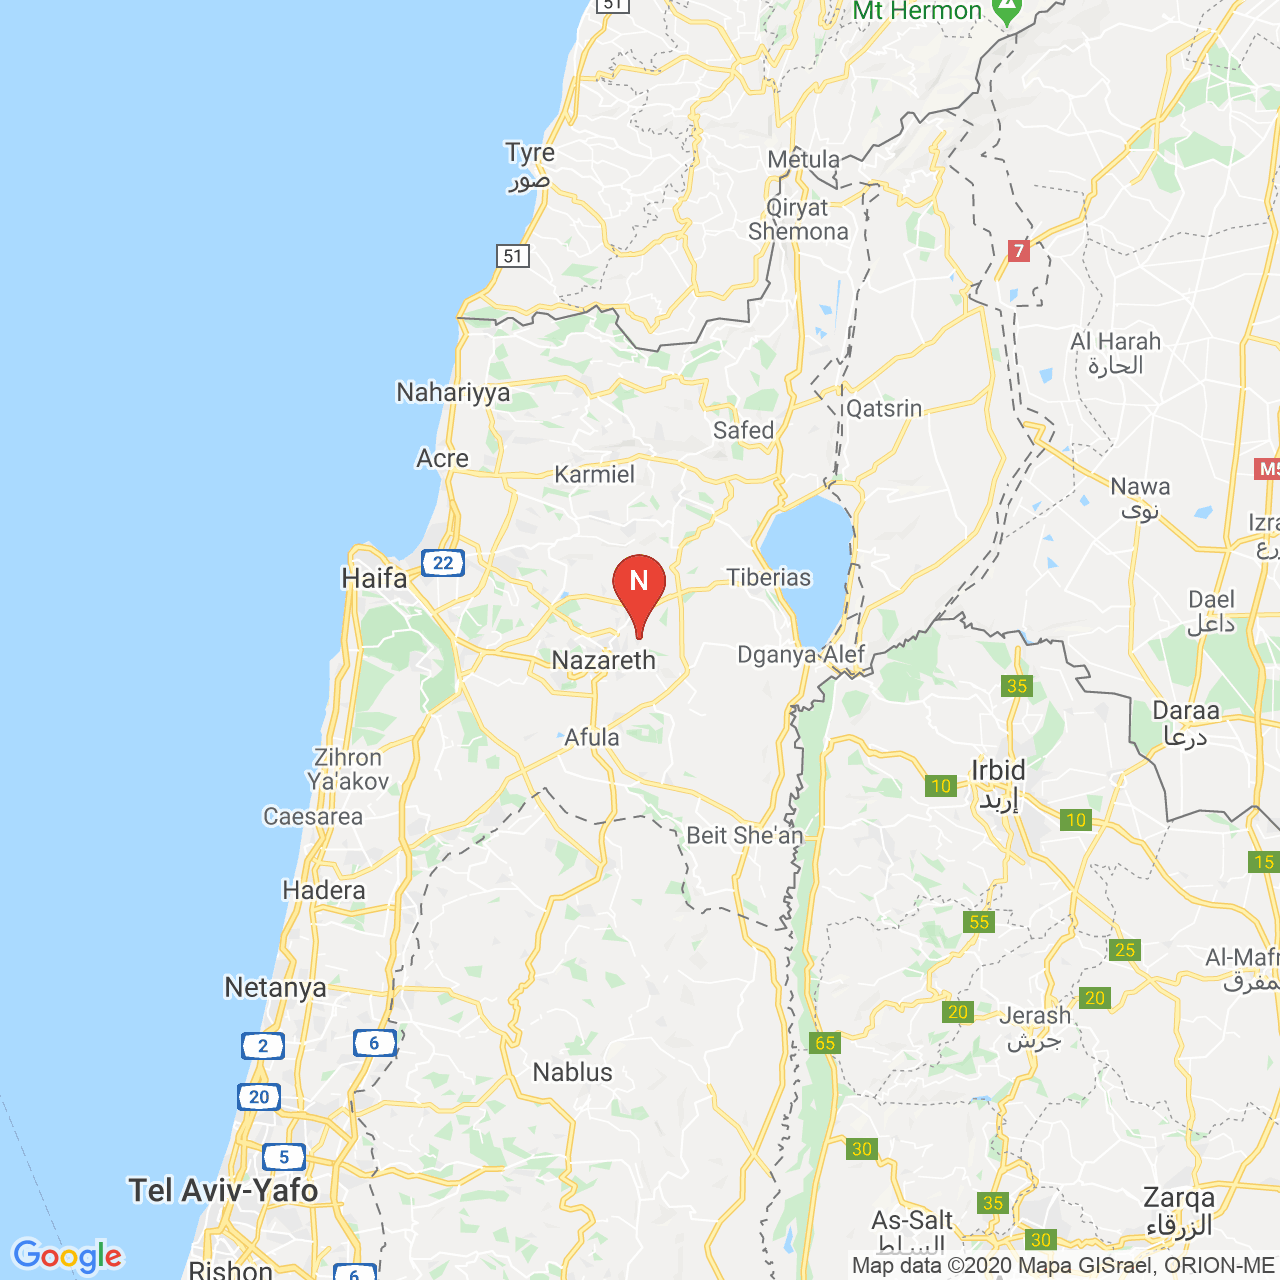 51
Mt Hermon
Tyre
صور
Metula
Qiryat
Shemona
51
7
Al Harah
الحارة
Nahariyya
Qatsrin
Safed
Acre
Karmiel
M5
Nawa
نوى
Izra
22
Haifa
N
Tiberias
Dael
داعل
Nazareth
Dganya Alef
35
Daraa
درعا
Afula
Zihron
Ya'akov
Irbid
إربد
10
Caesarea
10
Beit She'an
15
Hadera
55
25
Al-Mafr
Netanya
20
20
Jerash
جرش
2
6
65
Nablus
20
30
5
Tel Aviv-Yafo
35
Zarqa
الزرقاء
As-Salt
السلط
30
Google
Rishon
6
Map data ©2020 Mapa GISrael, ORION-ME